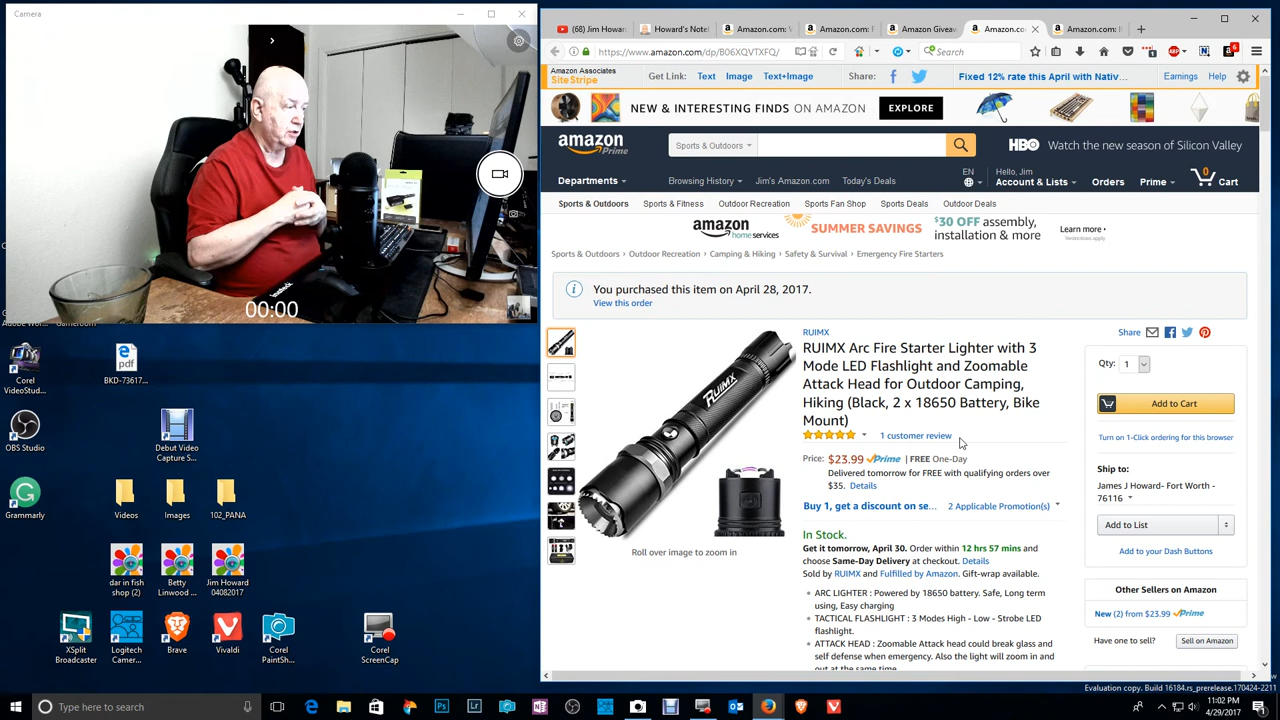 Camera
00:00
Adobe Wor...
Gameroom
Corel
VideoStud...
BKD-73617...
OBS Studio
Debut Video
Capture S...
Grammarly
Videos
Images
102_PANA
dar in fish
shop (2)
Betty
Linwood ...
Jim Howard
04082017
XSplit
Broadcaster
Logitech
Camer...
Brave
Vivaldi
Corel
PaintSh...
Corel
ScreenCap
(68) Jim Howar
Howard's Note
Amazon.com: 
Amazon.com: 
Amazon Givea
Amazon.co
Amazon.com: 
https://www.amazon.com/dp/B06XQVTXFQ/
Search
Amazon Associates
Site Stripe
Get Link: Text Image Text+Image
Share:
Fixed 12% rate this April with Nativ...
Earnings Help
NEW & INTERESTING FINDS ON AMAZON
EXPLORE
amazon
Prime
Sports & Outdoors
HBO Watch the new season of Silicon Valley
Departments
Browsing History
Jim's Amazon.com
Today's Deals
EN
Hello, Jim
Account & Lists
Orders
Prime
0
Cart
Sports & Outdoors
Sports & Fitness
Outdoor Recreation
Sports Fan Shop
Sports Deals
Outdoor Deals
amazon
home services
SUMMER SAVINGS
$30 OFF assembly,
installation & more
Learn more ›
Sports & Outdoors › Outdoor Recreation › Camping & Hiking › Safety & Survival › Emergency Fire Starters
You purchased this item on April 28, 2017.
View this order
RUIMX
Roll over image to zoom in
RUIMX
RUIMX Arc Fire Starter Lighter with 3
Mode LED Flashlight and Zoomable
Attack Head for Outdoor Camping,
Hiking (Black, 2 x 18650 Battery, Bike
Mount)
1 customer review
Price: $23.99 Prime | FREE One-Day
Delivered tomorrow for FREE with qualifying orders over
$35. Details
Buy 1, get a discount on se... 2 Applicable Promotion(s)
In Stock.
Get it tomorrow, April 30. Order within 12 hrs 57 mins and
choose Same-Day Delivery at checkout. Details
Sold by RUIMX and Fulfilled by Amazon. Gift-wrap available.
ARC LIGHTER : Powered by 18650 battery. Safe, Long term
using, Easy charging
TACTICAL FLASHLIGHT : 3 Modes High - Low - Strobe LED
flashlight.
ATTACK HEAD : Zoomable Attack head could break glass and
self defense when emergency. Also the light will zoom in and
out at the same time.
Share
Qty: 1
Add to Cart
Turn on 1-Click ordering for this browser
Ship to:
James J Howard- Fort Worth -
76116
Add to List
Add to your Dash Buttons
Other Sellers on Amazon
New (2) from $23.99 Prime
Have one to sell?
Sell on Amazon
Evaluation copy. Build 16184.rs_prerelease.170424-2211
Type here to search
11:02 PM
4/29/2017